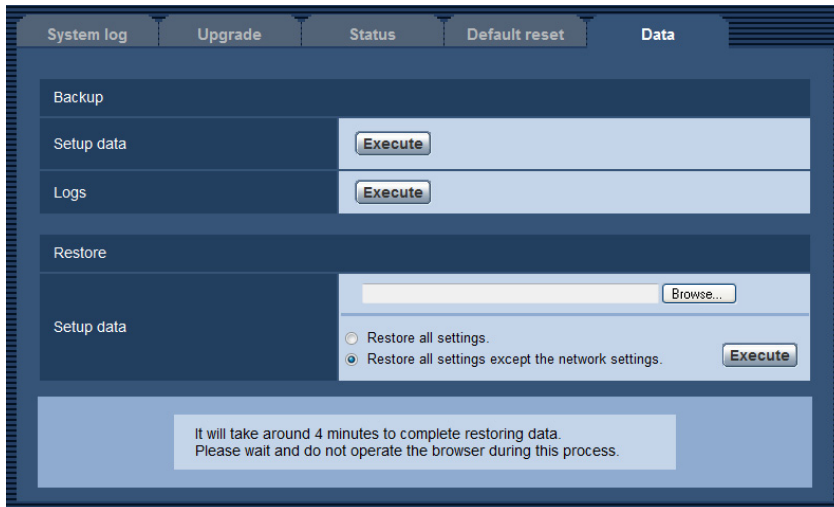 System log Upgrade Status Default reset Data
Backup
Setup data Execute
Logs Execute
Restore
Browse...
Setup data
Restore all settings.
Restore all settings except the network settings. Execute
It will take around 4 minutes to complete restoring data.
Please wait and do not operate the browser during this process.